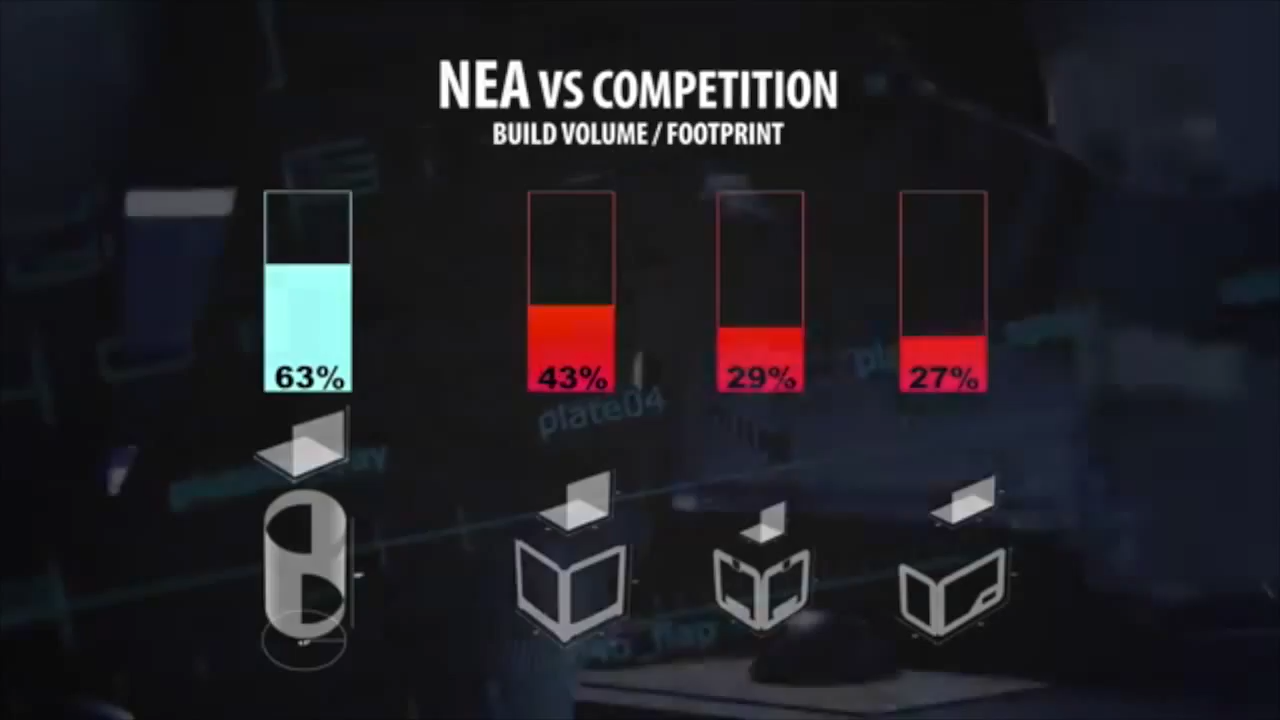 NEA VS COMPETITION
BUILD VOLUME / FOOTPRINT
63%
43%
29%
27%
plate04